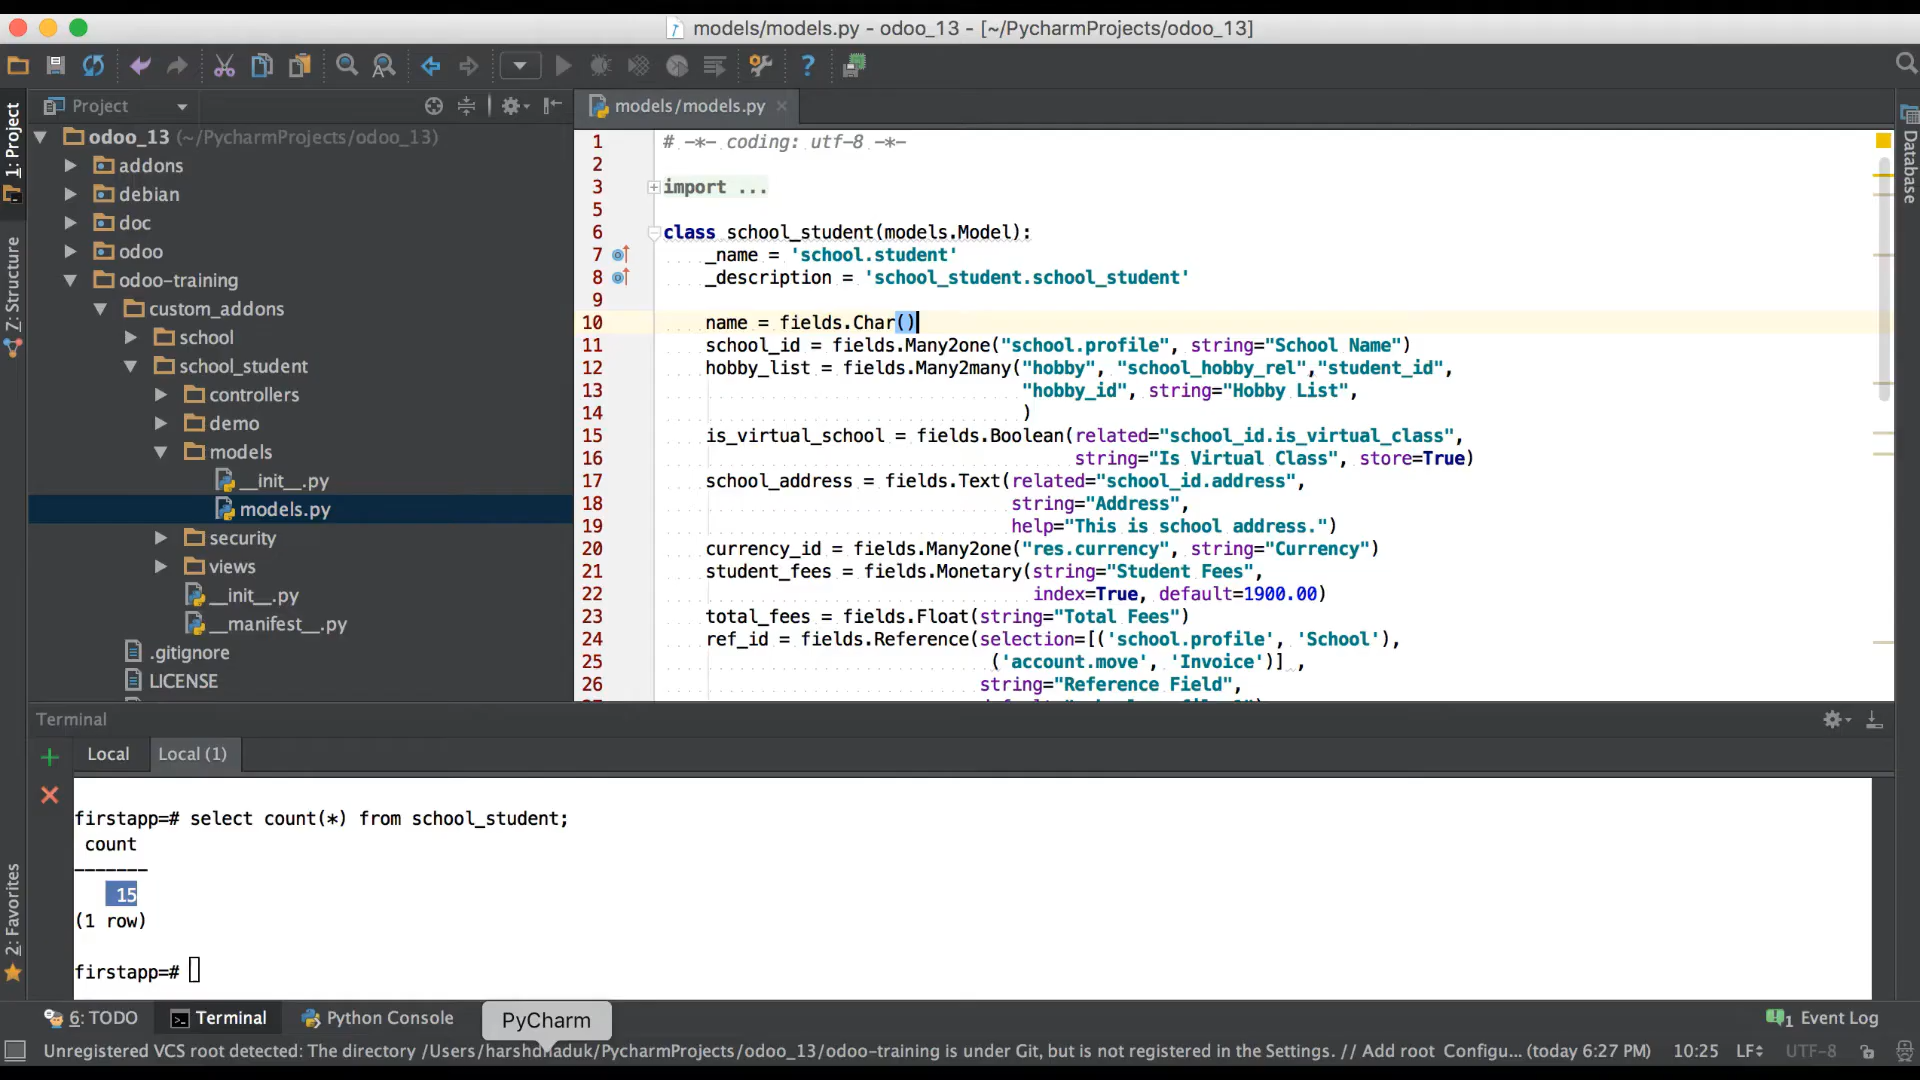 models/models.py - odoo_13 - [~/PycharmProjects/odoo_13]
Project
models/models.py
1: Project
7: Structure
2: Favorites
Database
odoo_13 (~/PycharmProjects/odoo_13)
addons
debian
doc
odoo
odoo-training
custom_addons
school
school_student
controllers
demo
models
__init__.py
models.py
security
views
__init__.py
__manifest__.py
.gitignore
LICENSE
1 # -*- coding: utf-8 -*-
2
3 import ...
5
6 class school_student(models.Model):
7 _name = 'school.student'
8 _description = 'school_student.school_student'
9
10 name = fields.Char()
11 school_id = fields.Many2one("school.profile", string="School Name")
12 hobby_list = fields.Many2many("hobby", "school_hobby_rel","student_id",
13 "hobby_id", string="Hobby List",
14 )
15 is_virtual_school = fields.Boolean(related="school_id.is_virtual_class",
16 string="Is Virtual Class", store=True)
17 school_address = fields.Text(related="school_id.address",
18 string="Address",
19 help="This is school address.")
20 currency_id = fields.Many2one("res.currency", string="Currency")
21 student_fees = fields.Monetary(string="Student Fees",
22 index=True, default=1900.00)
23 total_fees = fields.Float(string="Total Fees")
24 ref_id = fields.Reference(selection=[('school.profile', 'School'),
25 ('account.move', 'Invoice')] ,
26 string="Reference Field",
Terminal
Local
Local (1)
firstapp=# select count(*) from school_student;
count
-------
15
(1 row)
firstapp=#
6: TODO
Terminal
Python Console
PyCharm
1 Event Log
Unregistered VCS root detected: The directory /Users/harshdhaduk/PycharmProjects/odoo_13/odoo-training is under Git, but is not registered in the Settings. // Add root Configu... (today 6:27 PM)
10:25
LF
UTF-8